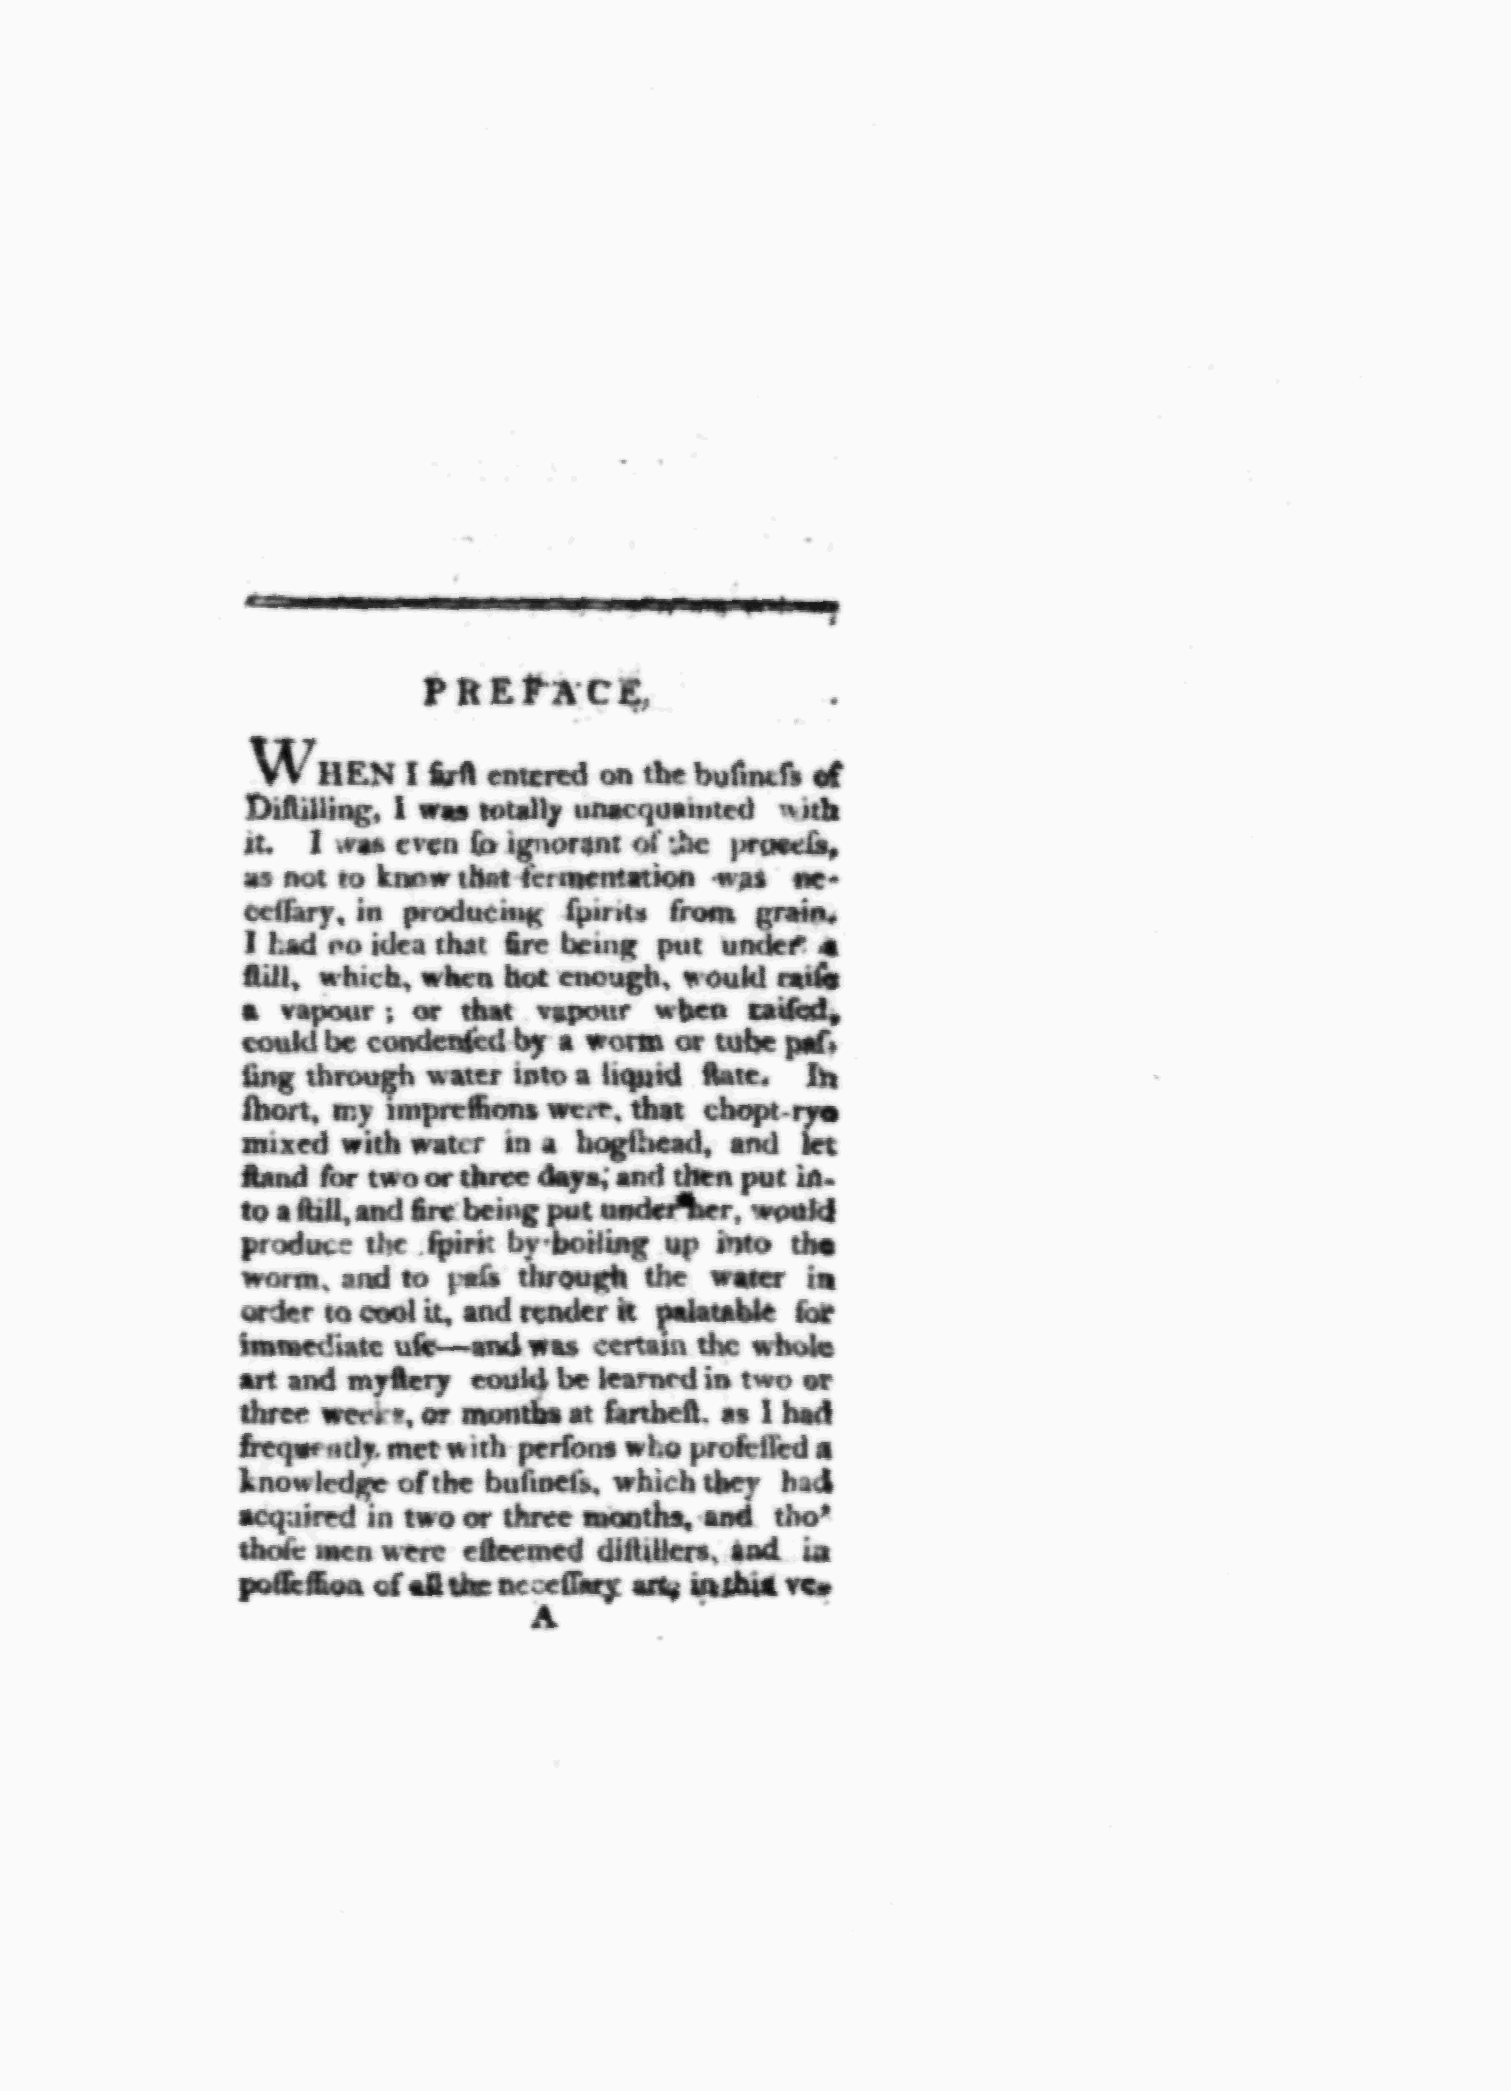 PREFACE,
WHEN I firſt entered on the buſineſs of
Diſtilling, I was totally unacquainted with
it. I was even ſo ignorant of the proceſs,
as not to know that fermentation was ne-
ceſſary, in producing ſpirits from grain.
I had no idea that fire being put under a
ſtill, which, when hot enough, would raiſe
a vapour ; or that vapour when raiſed,
could be condenſed by a worm or tube paſ-
ſing through water into a liquid ſtate. In
ſhort, my impreſſions were, that chopt-rye
mixed with water in a hogſhead, and let
ſtand for two or three days; and then put in-
to a ſtill, and fire being put under her, would
produce the ſpirit by boiling up into the
worm, and to paſs through the water in
order to cool it, and render it palatable for
immediate uſe—and was certain the whole
art and myſtery could be learned in two or
three weeks, or months at fartheſt. as I had
frequently. met with perſons who profeſſed a
knowledge of the buſineſs, which they had
acquired in two or three months, and tho'
thoſe men were eſteemed diſtillers, and in
poſſeſſion of all the neceſſary art, in this ve-
A